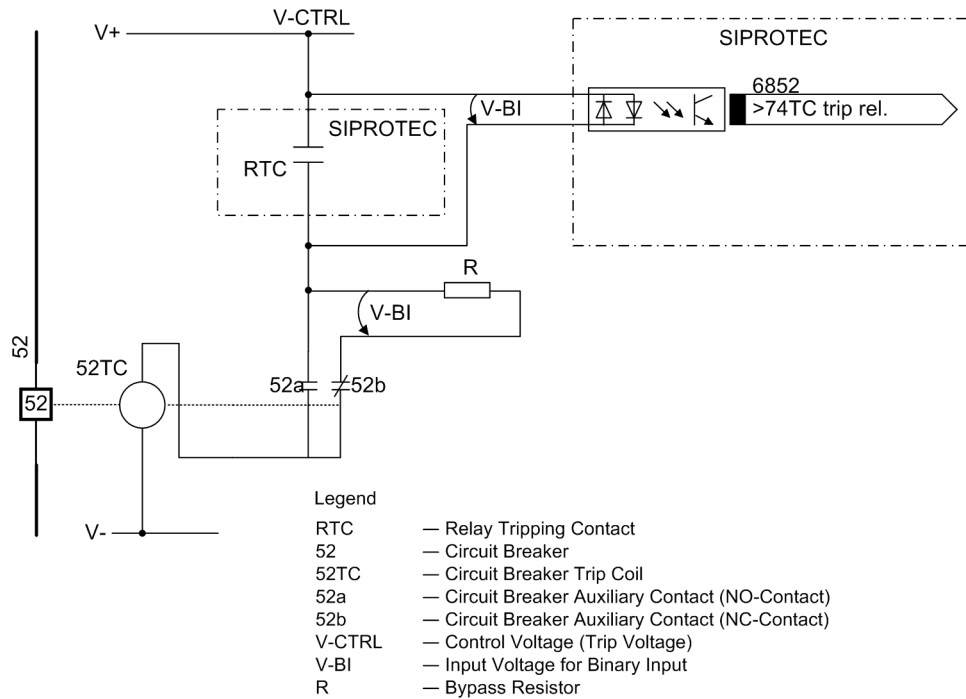 V-CTRL
V+
SIPROTEC
6852
>74TC trip rel.
V-BI
SIPROTEC
RTC
R
V-BI
52
52TC
52a
52b
52
V-
Legend
RTC — Relay Tripping Contact
52 — Circuit Breaker
52TC — Circuit Breaker Trip Coil
52a — Circuit Breaker Auxiliary Contact (NO-Contact)
52b — Circuit Breaker Auxiliary Contact (NC-Contact)
V-CTRL — Control Voltage (Trip Voltage)
V-BI — Input Voltage for Binary Input
R — Bypass Resistor